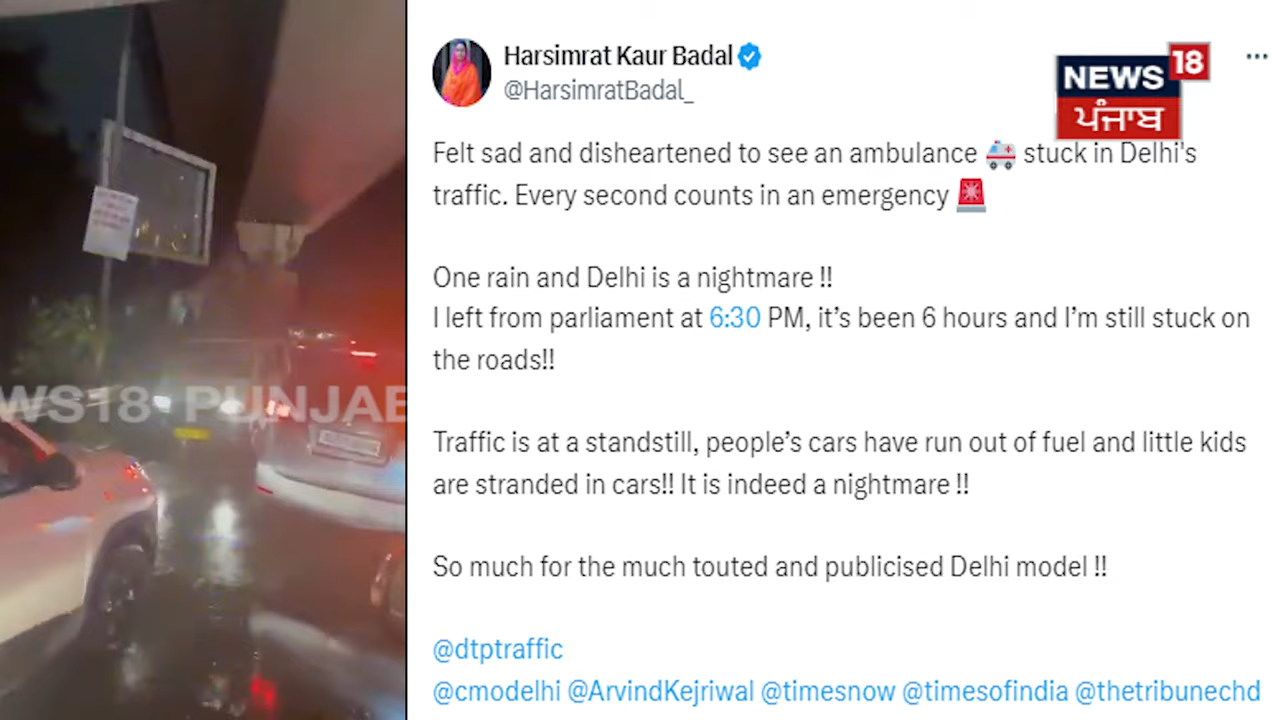 Harsimrat Kaur Badal
@HarsimratBadal_
NEWS 18
ਪੰਜਾਬ
Felt sad and disheartened to see an ambulance 🚑 stuck in Delhi's
traffic. Every second counts in an emergency 🚨
One rain and Delhi is a nightmare !!
I left from parliament at 6:30 PM, it’s been 6 hours and I’m still stuck on
the roads!!
Traffic is at a standstill, people’s cars have run out of fuel and little kids
are stranded in cars!! It is indeed a nightmare !!
So much for the much touted and publicised Delhi model !!
@dtptraffic
@cmodelhi @ArvindKejriwal @timesnow @timesofindia @thetribunechd
WS18 PUNJAB